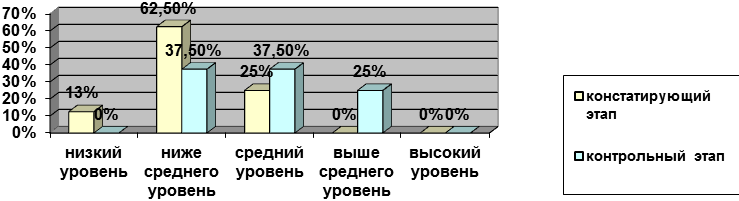 70%
60%
50%
40%
30%
20%
10%
0%
13%
0%
62,50%
37,50%
25%
37,50%
0%
25%
0%
0%
низкий
уровень
ниже
среднего
уровень
средний
уровень
выше
среднего
уровень
высокий
уровень
констатирующий
этап
контрольный этап